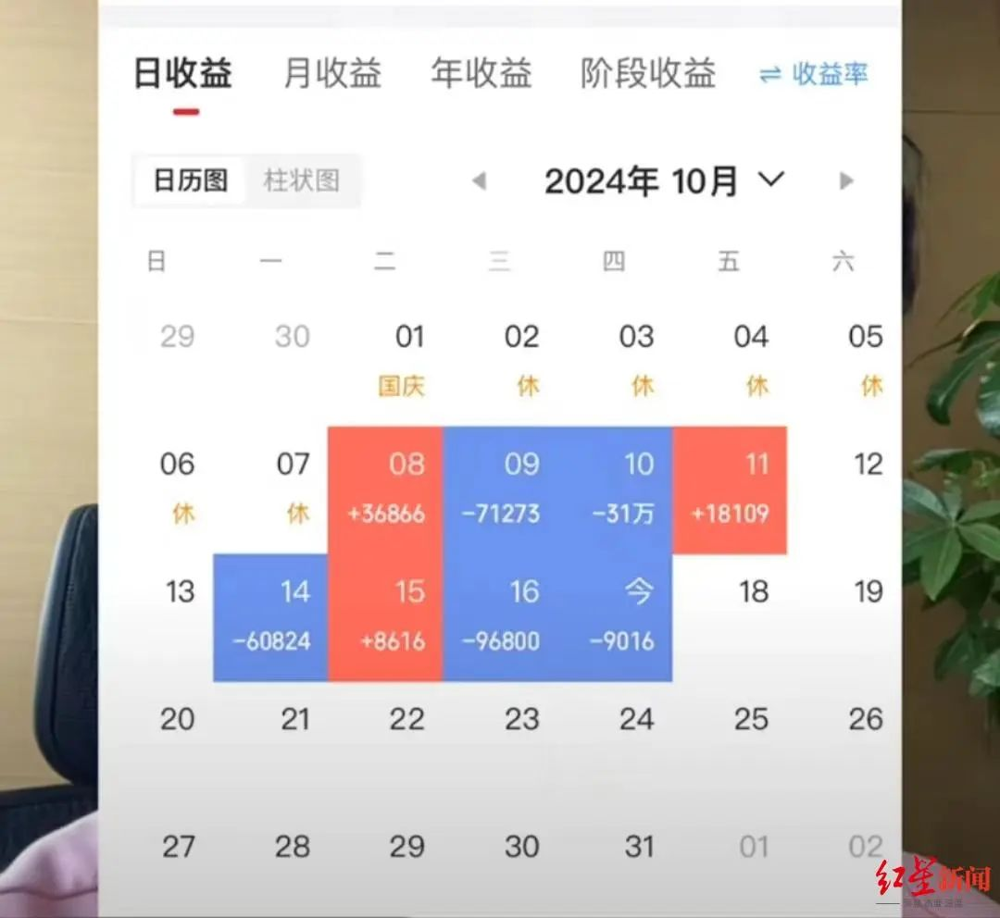 日收益 月收益 年收益 阶段收益 ⇌ 收益率
日历图 柱状图 ◀ 2024年 10月 ▶
日 一 二 三 四 五 六
29 30 01 02 03 04 05
国庆 休 休 休 休
06 07 08 09 10 11 12
休 休 +36866 -71273 -31万 +18109
13 14 15 16 今 18 19
-60824 +8616 -96800 -9016
20 21 22 23 24 25 26
27 28 29 30 31 01 02
红星新闻